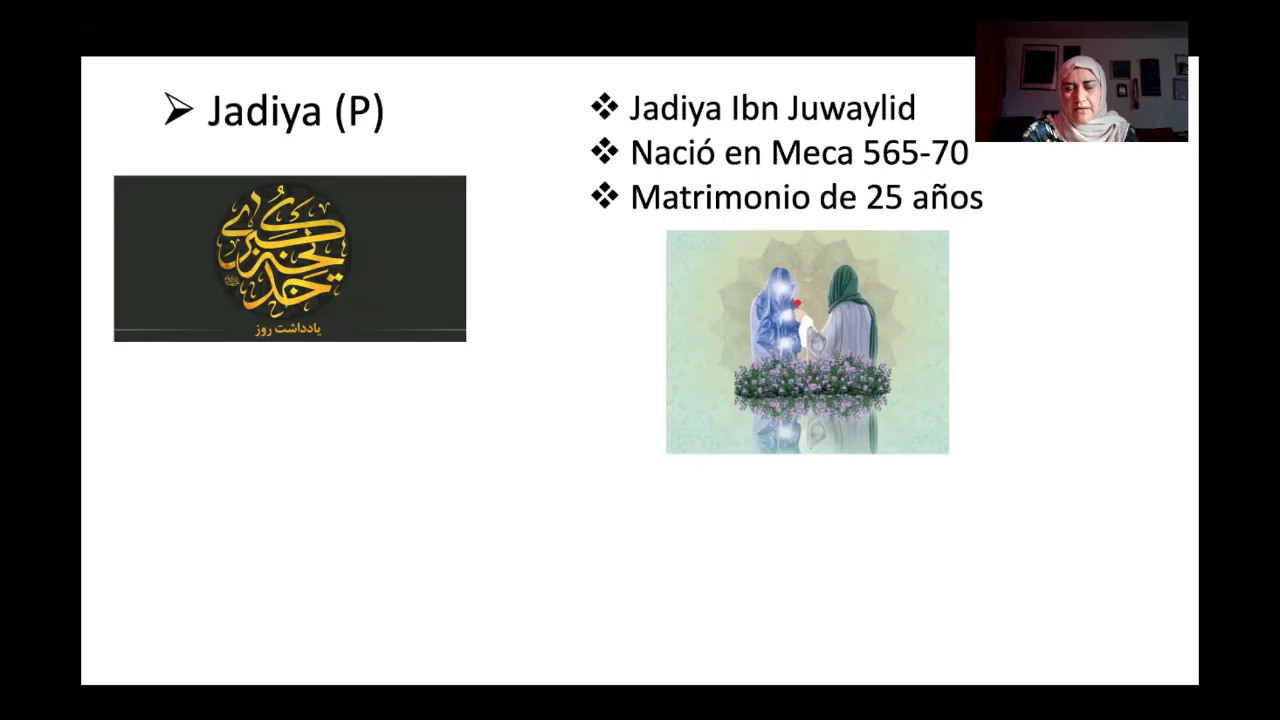 ➢ Jadiya (P)
خدیجه کبری
یادداشت روز
❖ Jadiya Ibn Juwaylid
❖ Nació en Meca 565-70
❖ Matrimonio de 25 años